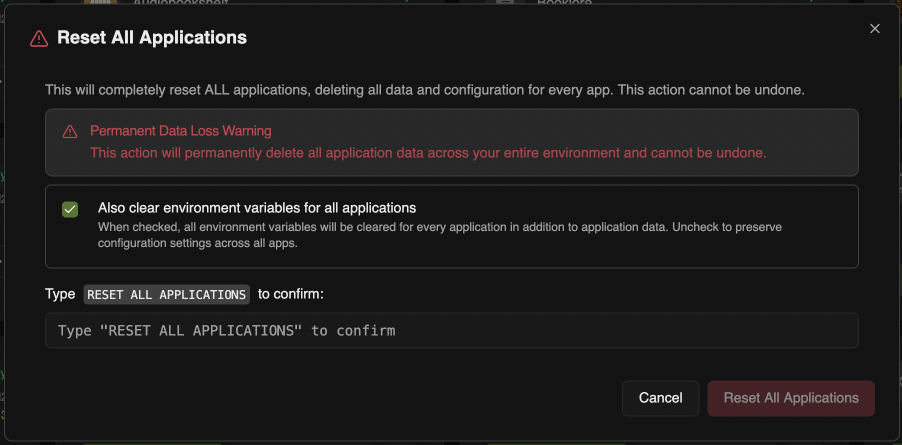 Audiobookshelf Booklore
Reset All Applications
This will completely reset ALL applications, deleting all data and configuration for every app. This action cannot be undone.
Permanent Data Loss Warning
This action will permanently delete all application data across your entire environment and cannot be undone.
Also clear environment variables for all applications
When checked, all environment variables will be cleared for every application in addition to application data. Uncheck to preserve
configuration settings across all apps.
Type RESET ALL APPLICATIONS to confirm:
Type "RESET ALL APPLICATIONS" to confirm
Cancel Reset All Applications